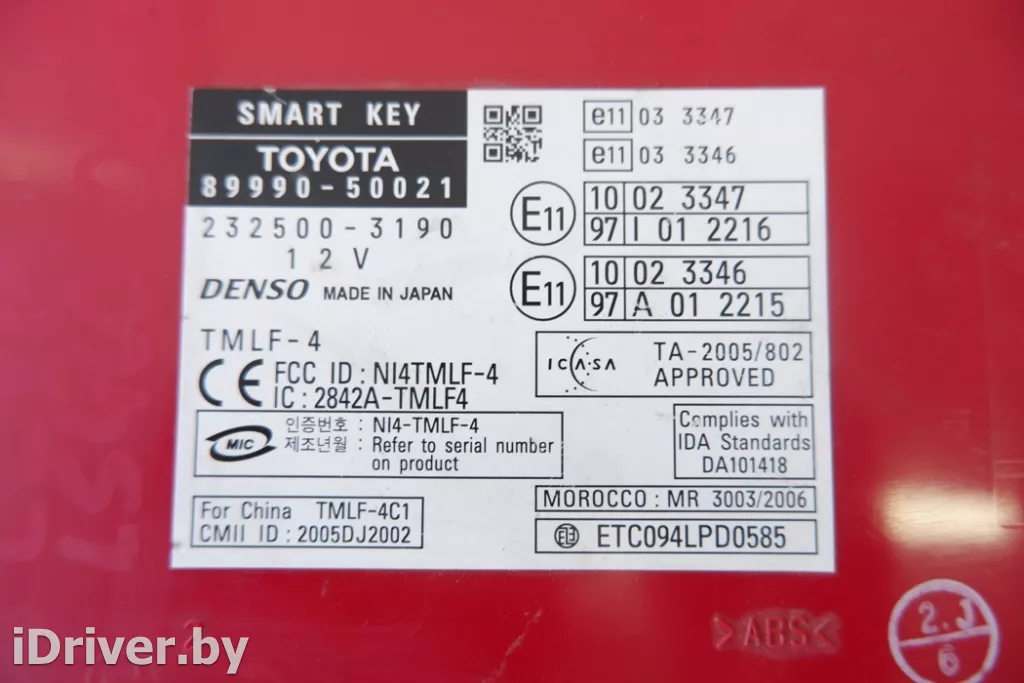 SMART KEY
TOYOTA
89990-50021
232500-3190
12V
DENSO MADE IN JAPAN
TMLF-4
CE FCC ID : NI4TMLF-4
IC : 2842A-TMLF4
MIC 인증번호 : NI4-TMLF-4
제조년월 : Refer to serial number
on product
For China TMLF-4C1
CMII ID : 2005DJ2002
e11 03 3347
e11 03 3346
E11 10 02 3347
97 I 01 2216
E11 10 02 3346
97 A 01 2215
ICASA TA-2005/802
APPROVED
Complies with
IDA Standards
DA101418
MOROCCO : MR 3003/2006
ETC094LPD0585
>ABS<
2.J
6
iDriver.by